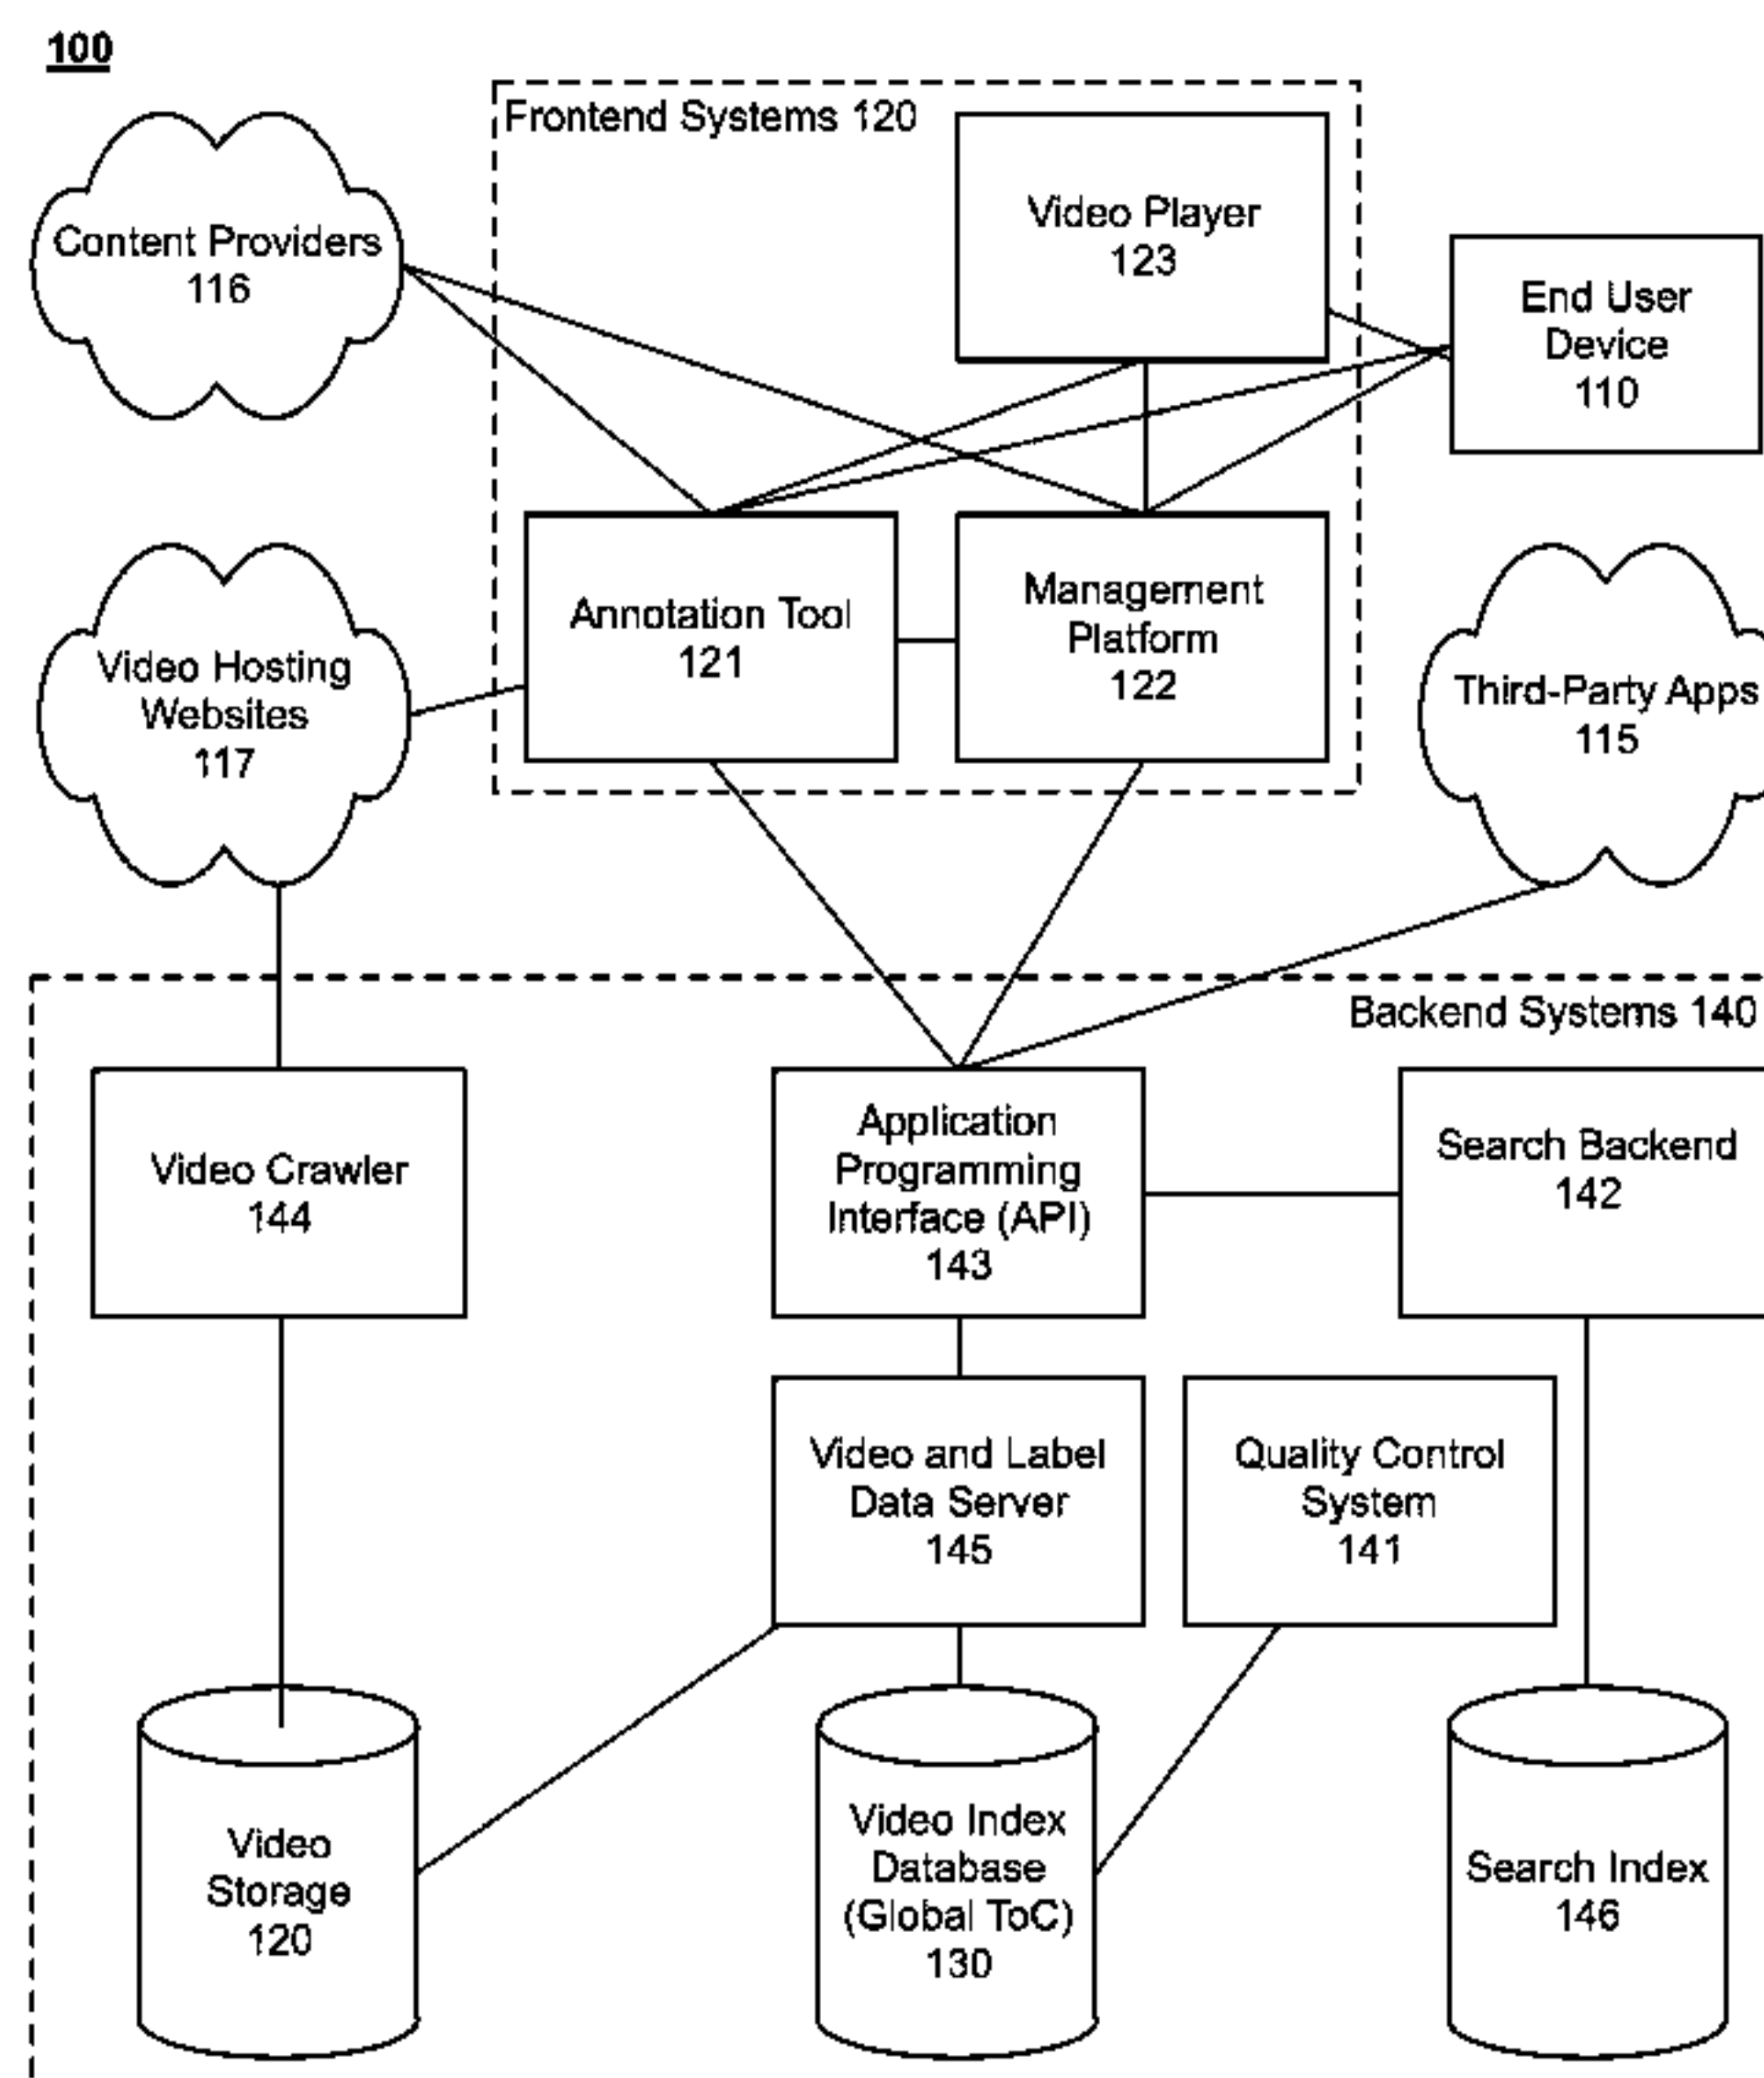 100
Frontend Systems 120
Content Providers
116
Video Player
123
End User
Device
110
Annotation Tool
121
Management
Platform
122
Video Hosting
Websites
117
Third-Party Apps
115
Backend Systems 140
Video Crawler
144
Application
Programming
Interface (API)
143
Search Backend
142
Video and Label
Data Server
145
Quality Control
System
141
Video
Storage
120
Video Index
Database
(Global ToC)
130
Search Index
146